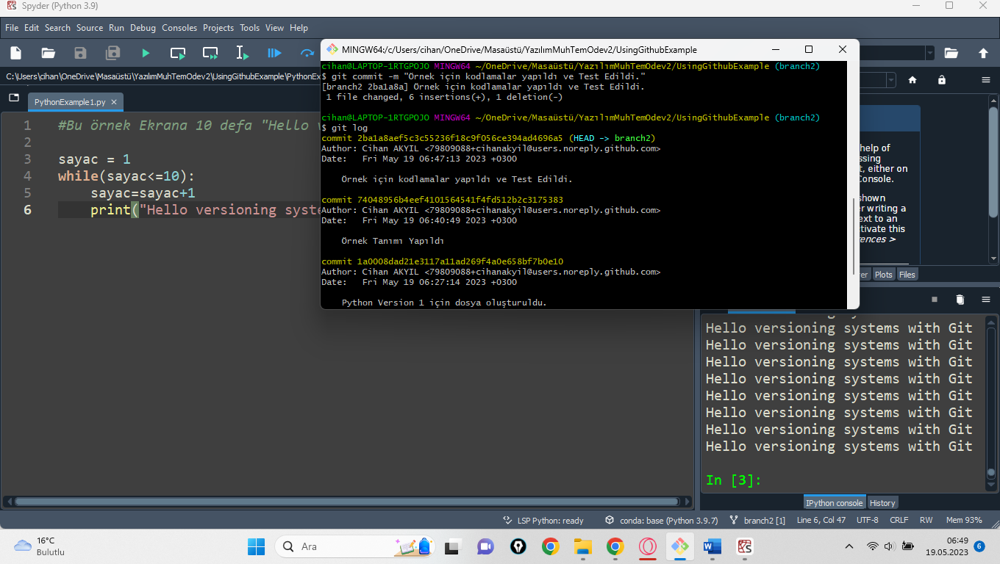 Spyder (Python 3.9)
File Edit Search Source Run Debug Consoles Projects Tools View Help
C:\Users\cihan\OneDrive\Masaüstü\YazılımMuhTemOdev2\UsingGithubExample\PythonEx
PythonExample1.py
1 #Bu örnek Ekrana 10 defa "Hello
2
3 sayac = 1
4 while(sayac<=10):
5 sayac=sayac+1
6 print("Hello versioning syste
MINGW64:/c/Users/cihan/OneDrive/Masaüstü/YazılımMuhTemOdev2/UsingGithubExample
cihan@LAPTOP-1RTGPOJO MINGW64 ~/OneDrive/Masaüstü/YazılımMuhTemOdev2/UsingGithubExample (branch2)
$ git commit -m "Örnek için kodlamalar yapıldı ve Test Edildi."
[branch2 2ba1a8a] Örnek için kodlamalar yapıldı ve Test Edildi.
1 file changed, 6 insertions(+), 1 deletion(-)
cihan@LAPTOP-1RTGPOJO MINGW64 ~/OneDrive/Masaüstü/YazılımMuhTemOdev2/UsingGithubExample (branch2)
$ git log
commit 2ba1a8aef5c3c55236f18c9f056ce394ad4696a5 (HEAD -> branch2)
Author: Cihan AKYIL <79809088+cihanakyil@users.noreply.github.com>
Date: Fri May 19 06:47:13 2023 +0300
Örnek için kodlamalar yapıldı ve Test Edildi.
commit 74048956b4eef4101564541f4fd512b2c3175383
Author: Cihan AKYIL <79809088+cihanakyil@users.noreply.github.com>
Date: Fri May 19 06:40:49 2023 +0300
Örnek Tanımı Yapıldı
commit 1a0008dad21e3117a11ad269f4a0e658bf7b0e10
Author: Cihan AKYIL <79809088+cihanakyil@users.noreply.github.com>
Date: Fri May 19 06:27:14 2023 +0300
Python Version 1 için dosya oluşturuldu.
help of
ssing
t, either on
Console.
shown
er writing a
ext to an
tivate this
rences >
er Plots Files
Hello versioning systems with Git
Hello versioning systems with Git
Hello versioning systems with Git
Hello versioning systems with Git
Hello versioning systems with Git
Hello versioning systems with Git
Hello versioning systems with Git
Hello versioning systems with Git
In [3]:
IPython console History
LSP Python: ready conda: base (Python 3.9.7) branch2 [1] Line 6, Col 47 UTF-8 CRLF RW Mem 93%
16°C
Bulutlu
Ara
06:49
19.05.2023 6